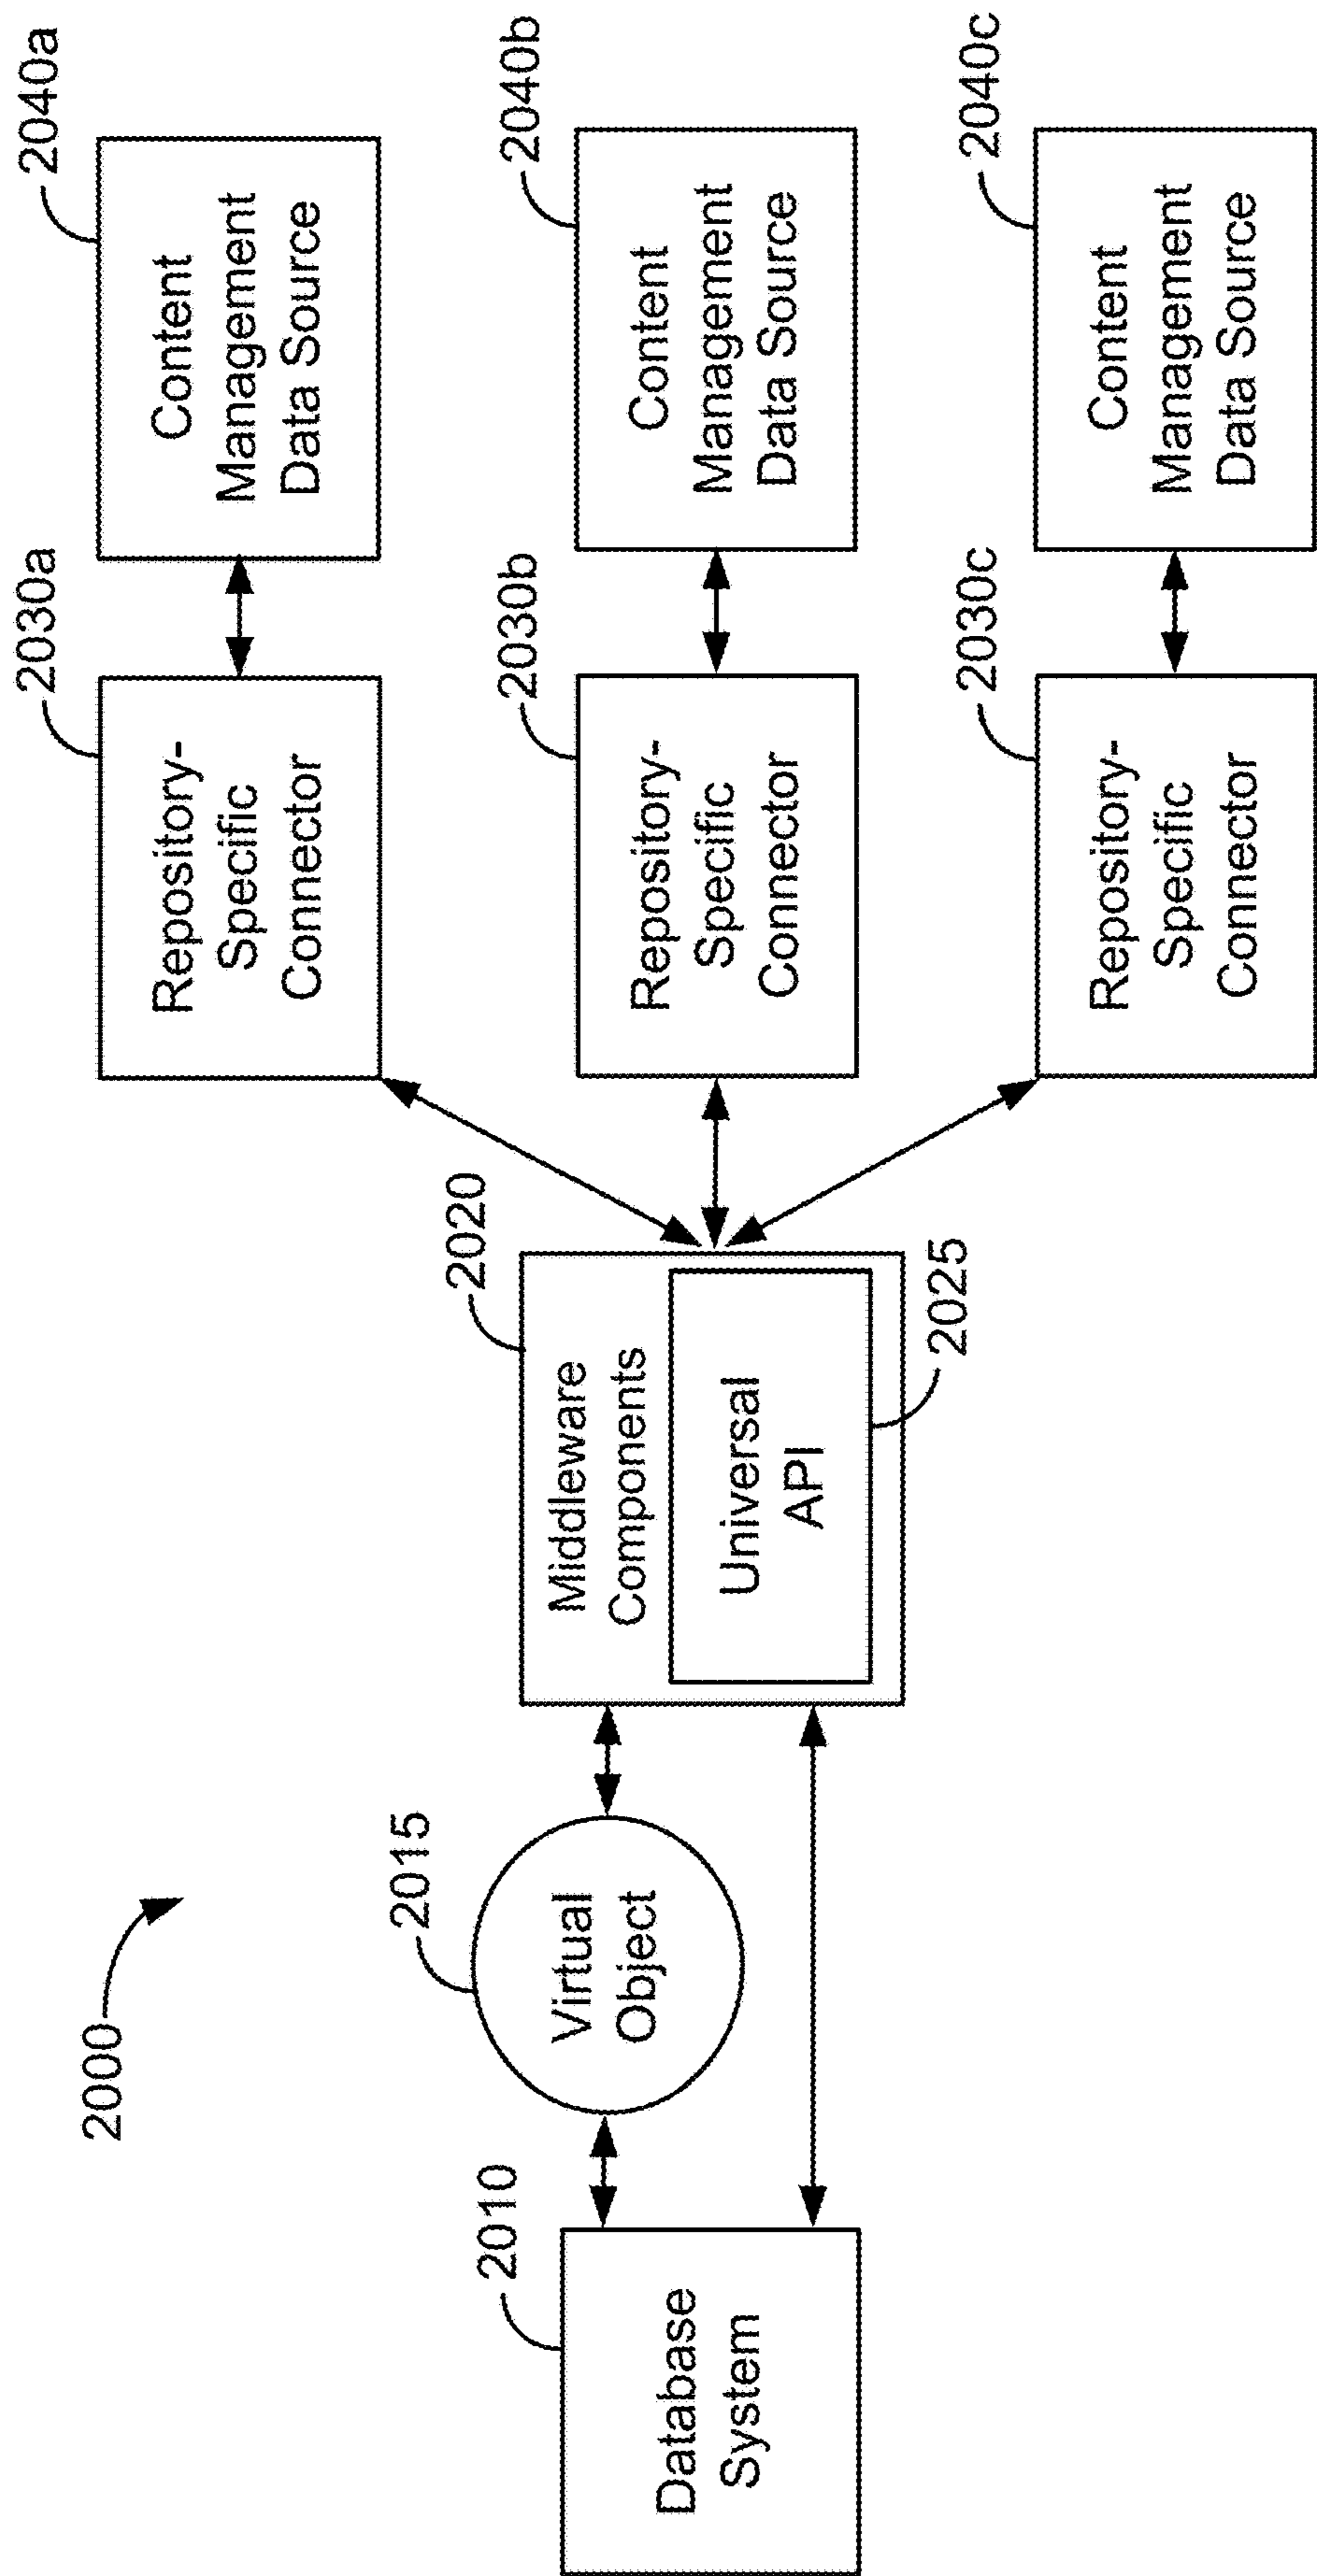 2000
2010
Database
System
2015
Virtual
Object
2020
Middleware
Components
Universal
API
2025
2030a
Repository-
Specific
Connector
2040a
Content
Management
Data Source
2030b
Repository-
Specific
Connector
2040b
Content
Management
Data Source
2030c
Repository-
Specific
Connector
2040c
Content
Management
Data Source